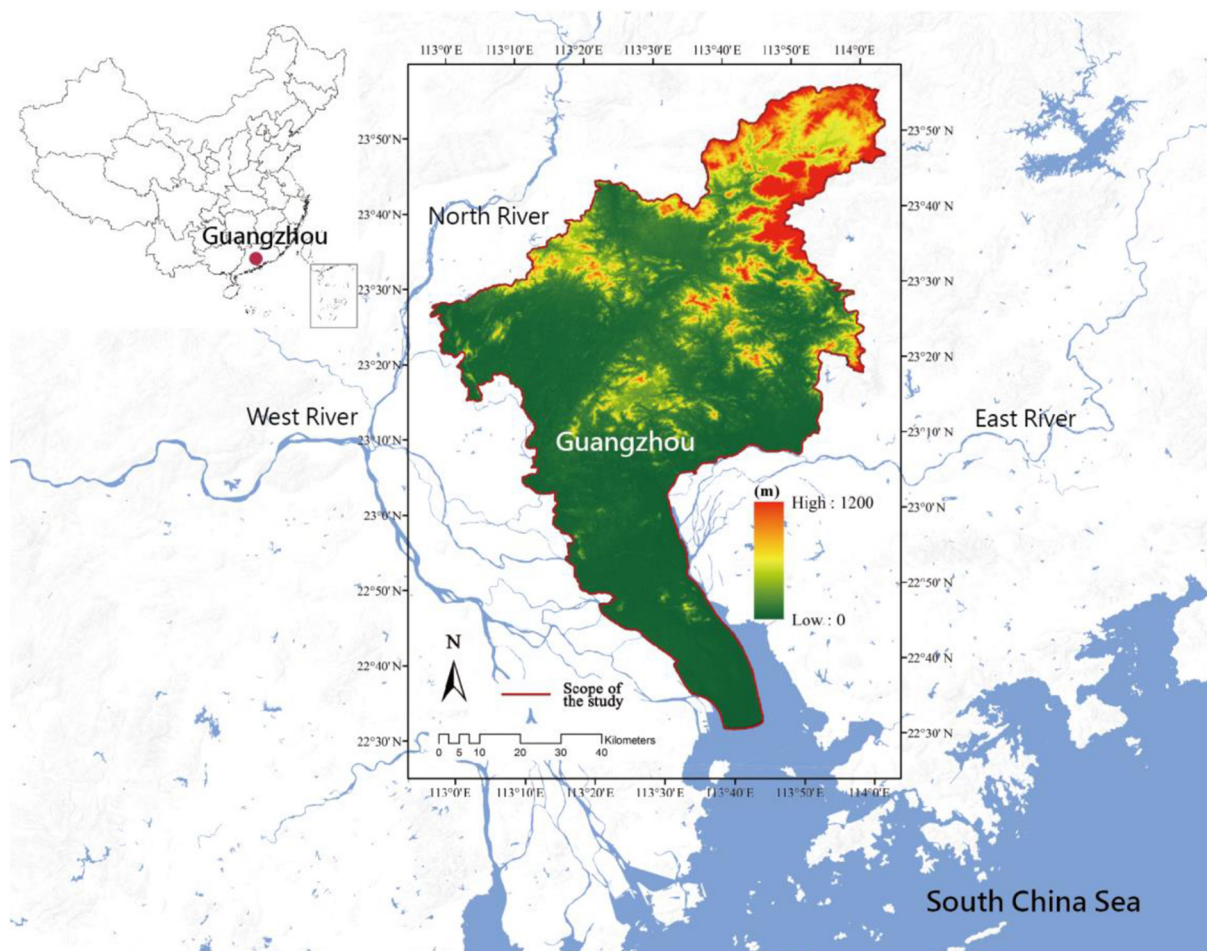 113°0′E 113°10′E 113°20′E 113°30′E 113°40′E 113°50′E 114°0′E
23°50′N 23°50′N
23°40′N 23°40′N
North River
Guangzhou
23°30′N 23°30′N
23°20′N 23°20′N
West River
East River
23°10′N 23°10′N
Guangzhou
(m)
High : 1200
23°0′N 23°0′N
22°50′N 22°50′N
Low : 0
N
22°40′N 22°40′N
Scope of
the study
Kilometers
0 5 10 20 30 40
22°30′N 22°30′N
113°0′E 113°10′E 113°20′E 113°30′E 113°40′E 113°50′E 114°0′E
South China Sea